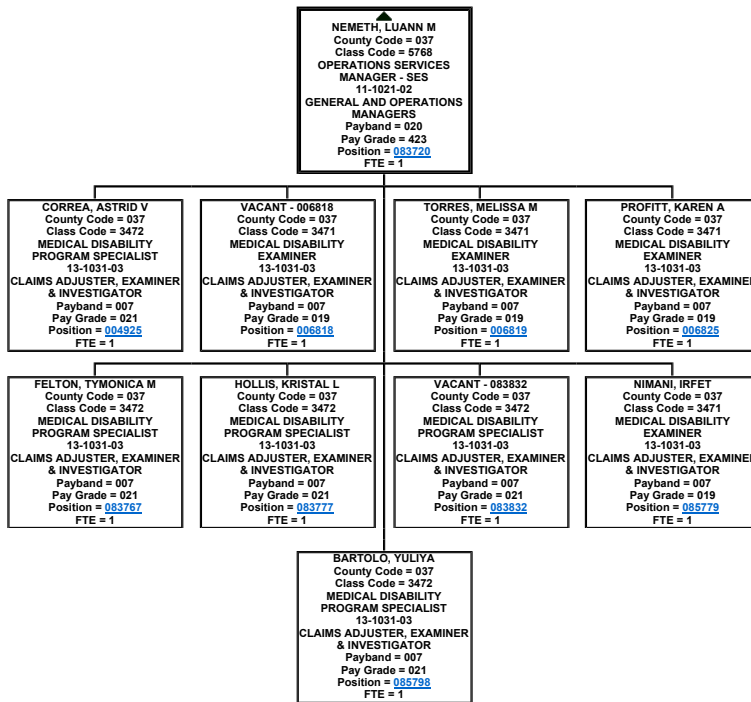 NEMETH, LUANN M
County Code = 037
Class Code = 5768
OPERATIONS SERVICES
MANAGER - SES
11-1021-02
GENERAL AND OPERATIONS
MANAGERS
Payband = 020
Pay Grade = 423
Position = 083720
FTE = 1
CORREA, ASTRID V
County Code = 037
Class Code = 3472
MEDICAL DISABILITY
PROGRAM SPECIALIST
13-1031-03
CLAIMS ADJUSTER, EXAMINER
& INVESTIGATOR
Payband = 007
Pay Grade = 021
Position = 004925
FTE = 1
VACANT - 006818
County Code = 037
Class Code = 3471
MEDICAL DISABILITY
EXAMINER
13-1031-03
CLAIMS ADJUSTER, EXAMINER
& INVESTIGATOR
Payband = 007
Pay Grade = 019
Position = 006818
FTE = 1
TORRES, MELISSA M
County Code = 037
Class Code = 3471
MEDICAL DISABILITY
EXAMINER
13-1031-03
CLAIMS ADJUSTER, EXAMINER
& INVESTIGATOR
Payband = 007
Pay Grade = 019
Position = 006819
FTE = 1
PROFITT, KAREN A
County Code = 037
Class Code = 3471
MEDICAL DISABILITY
EXAMINER
13-1031-03
CLAIMS ADJUSTER, EXAMINER
& INVESTIGATOR
Payband = 007
Pay Grade = 019
Position = 006825
FTE = 1
FELTON, TYMONICA M
County Code = 037
Class Code = 3472
MEDICAL DISABILITY
PROGRAM SPECIALIST
13-1031-03
CLAIMS ADJUSTER, EXAMINER
& INVESTIGATOR
Payband = 007
Pay Grade = 021
Position = 083767
FTE = 1
HOLLIS, KRISTAL L
County Code = 037
Class Code = 3472
MEDICAL DISABILITY
PROGRAM SPECIALIST
13-1031-03
CLAIMS ADJUSTER, EXAMINER
& INVESTIGATOR
Payband = 007
Pay Grade = 021
Position = 083777
FTE = 1
VACANT - 083832
County Code = 037
Class Code = 3472
MEDICAL DISABILITY
PROGRAM SPECIALIST
13-1031-03
CLAIMS ADJUSTER, EXAMINER
& INVESTIGATOR
Payband = 007
Pay Grade = 021
Position = 083832
FTE = 1
NIMANI, IRFET
County Code = 037
Class Code = 3471
MEDICAL DISABILITY
EXAMINER
13-1031-03
CLAIMS ADJUSTER, EXAMINER
& INVESTIGATOR
Payband = 007
Pay Grade = 019
Position = 085779
FTE = 1
BARTOLO, YULIYA
County Code = 037
Class Code = 3472
MEDICAL DISABILITY
PROGRAM SPECIALIST
13-1031-03
CLAIMS ADJUSTER, EXAMINER
& INVESTIGATOR
Payband = 007
Pay Grade = 021
Position = 085798
FTE = 1